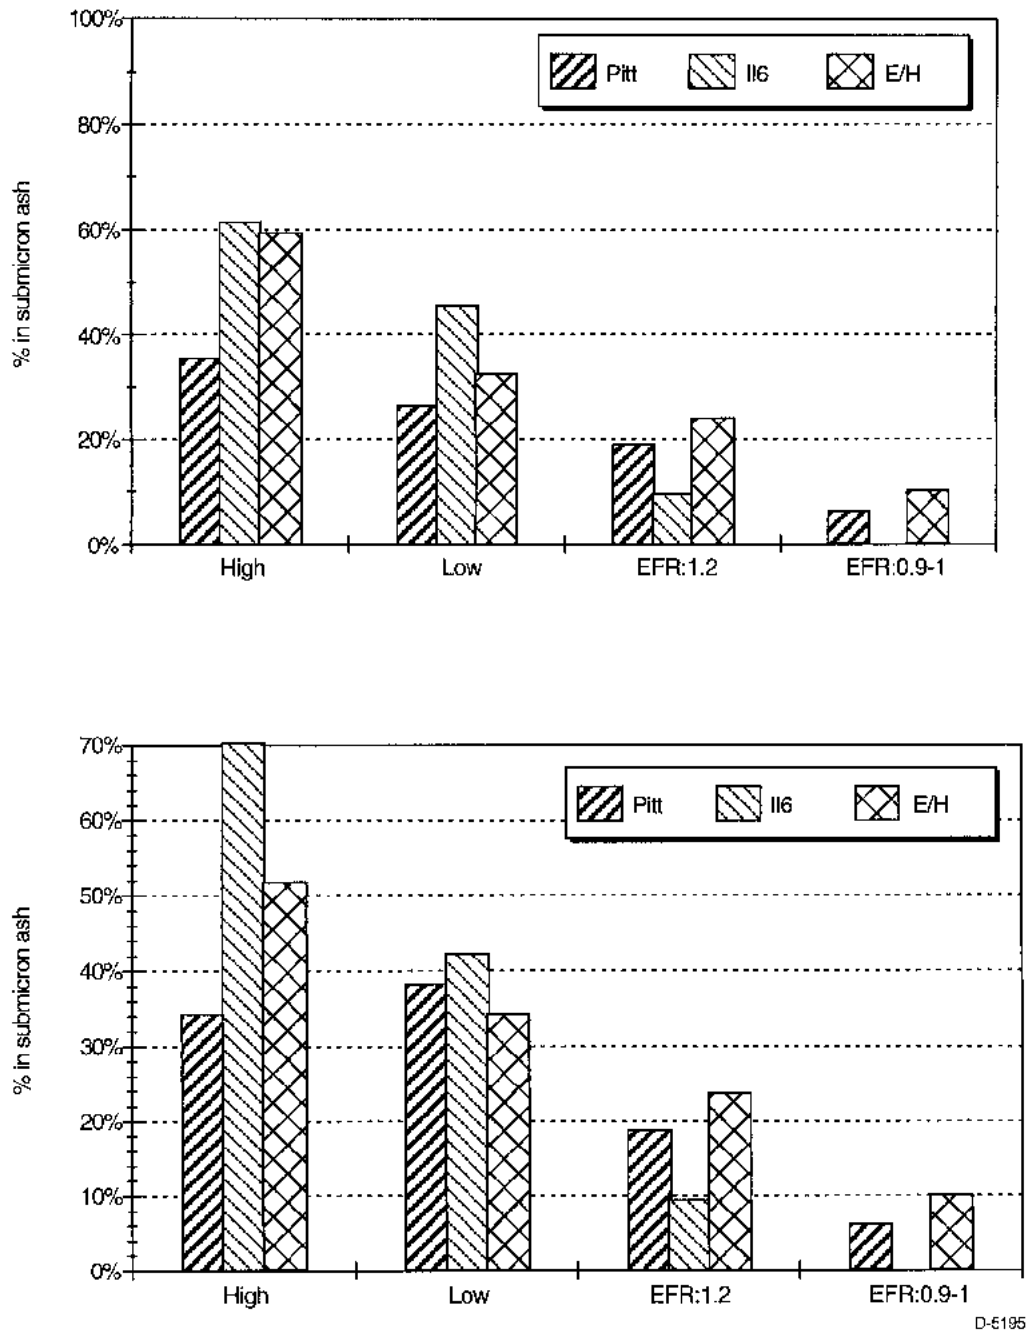 100%
Pitt Il6 E/H
80%
60%
% in submicron ash
40%
20%
0%
High Low EFR:1.2 EFR:0.9-1
70%
Pitt Il6 E/H
60%
50%
% in submicron ash
40%
30%
20%
10%
0%
High Low EFR:1.2 EFR:0.9-1
D-5195